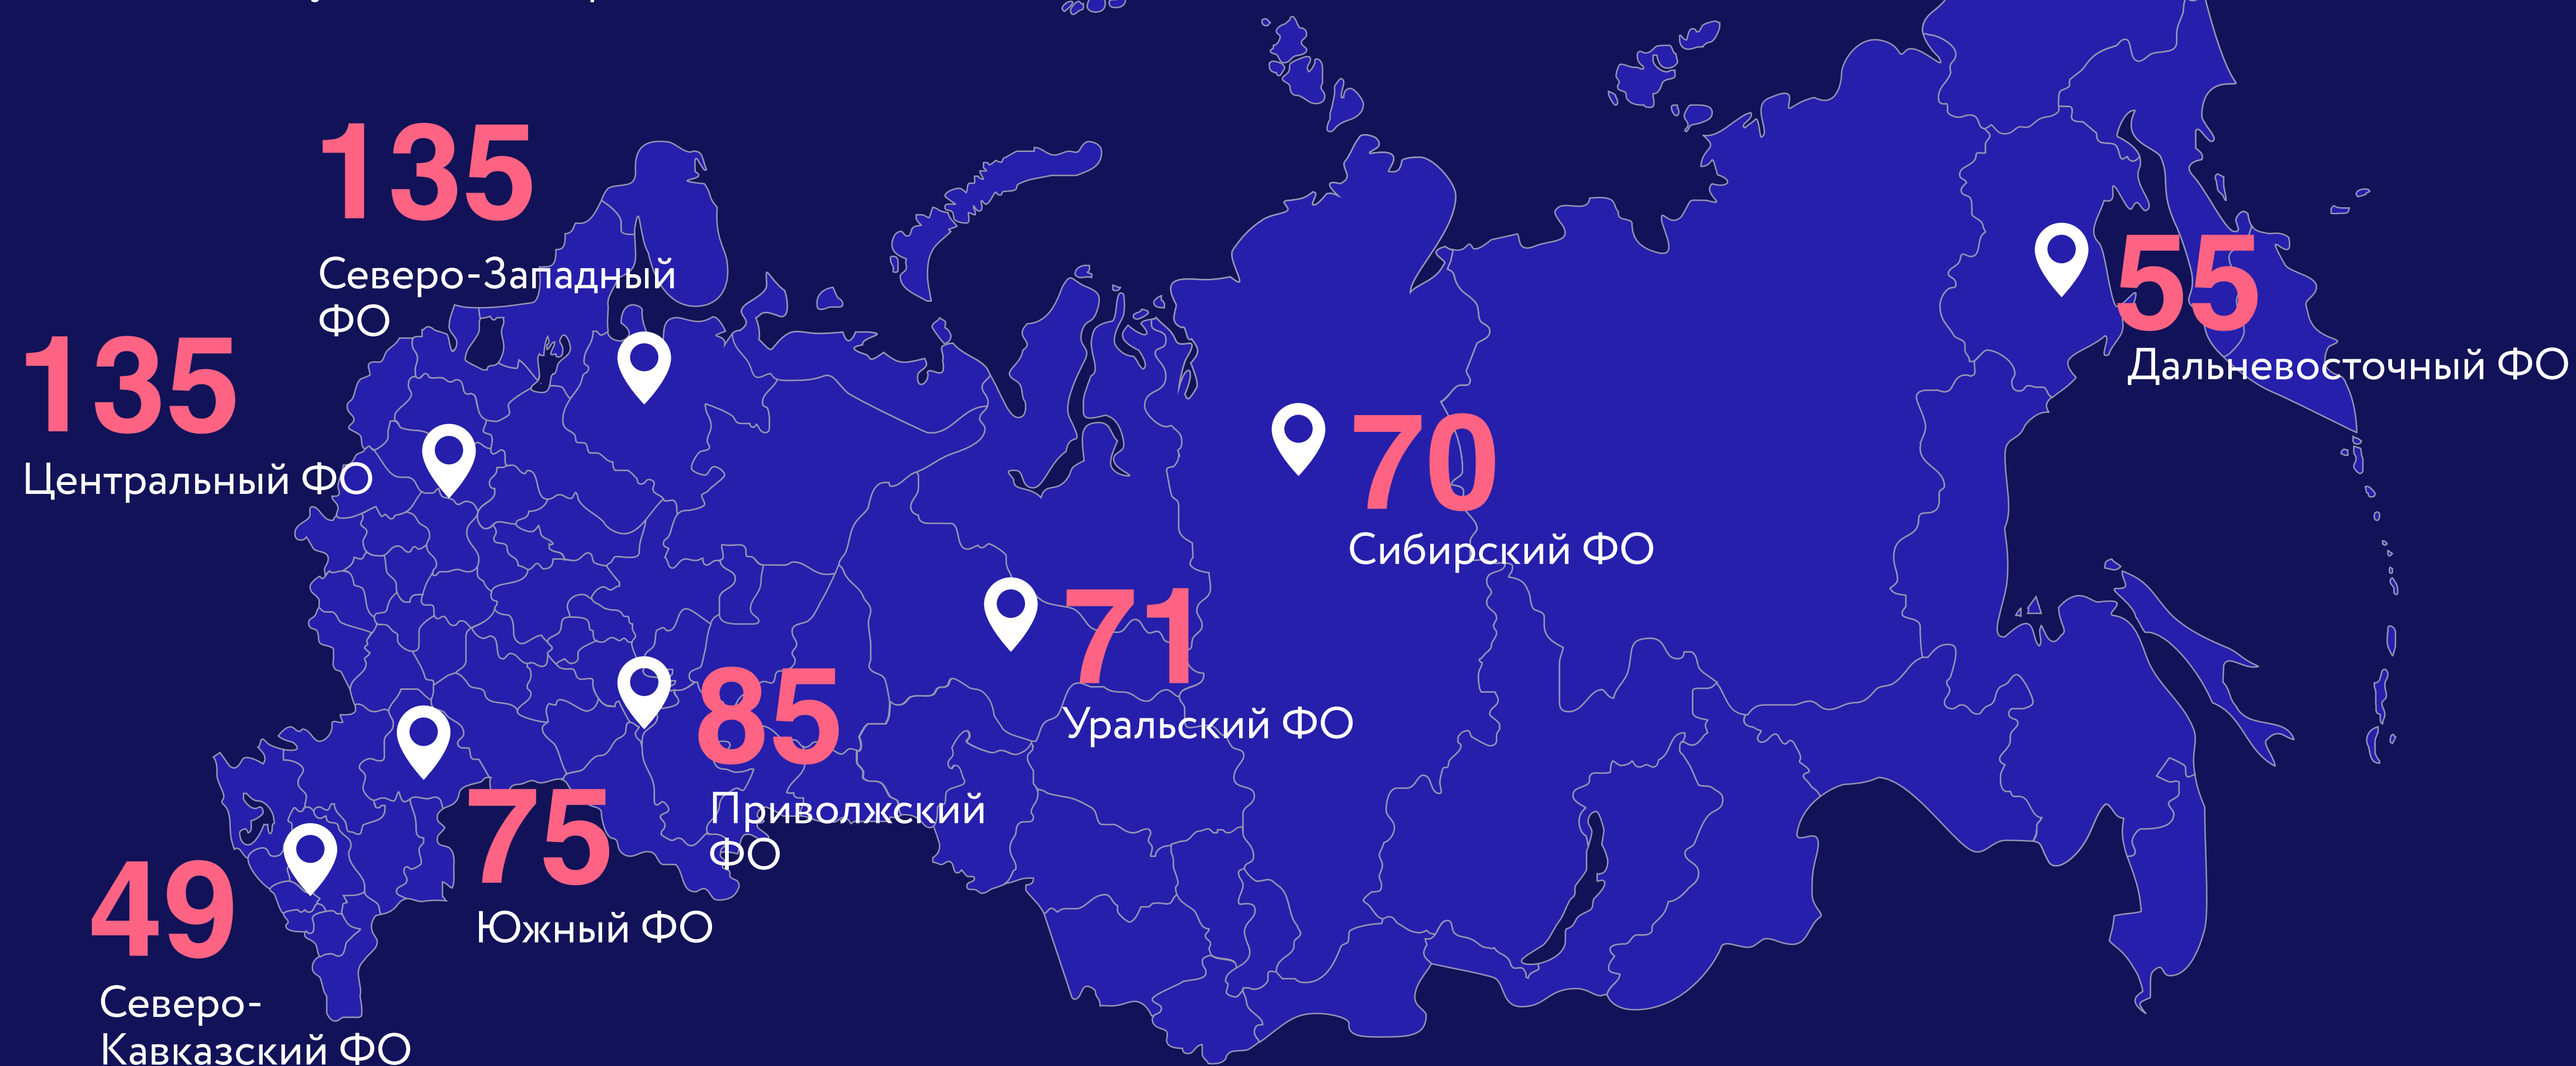 135
Северо-Западный
ФО
135
Центральный ФО
55
Дальневосточный ФО
70
Сибирский ФО
71
Уральский ФО
85
Приволжский
ФО
75
Южный ФО
49
Северо-
Кавказский ФО